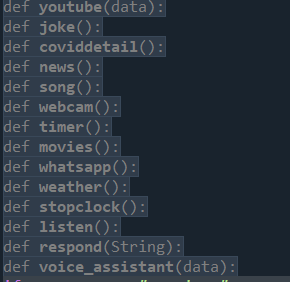 def youtube(data):
def joke():
def coviddetail():
def news():
def song():
def webcam():
def timer():
def movies():
def whatsapp():
def weather():
def stopclock():
def listen():
def respond(String):
def voice_assistant(data):